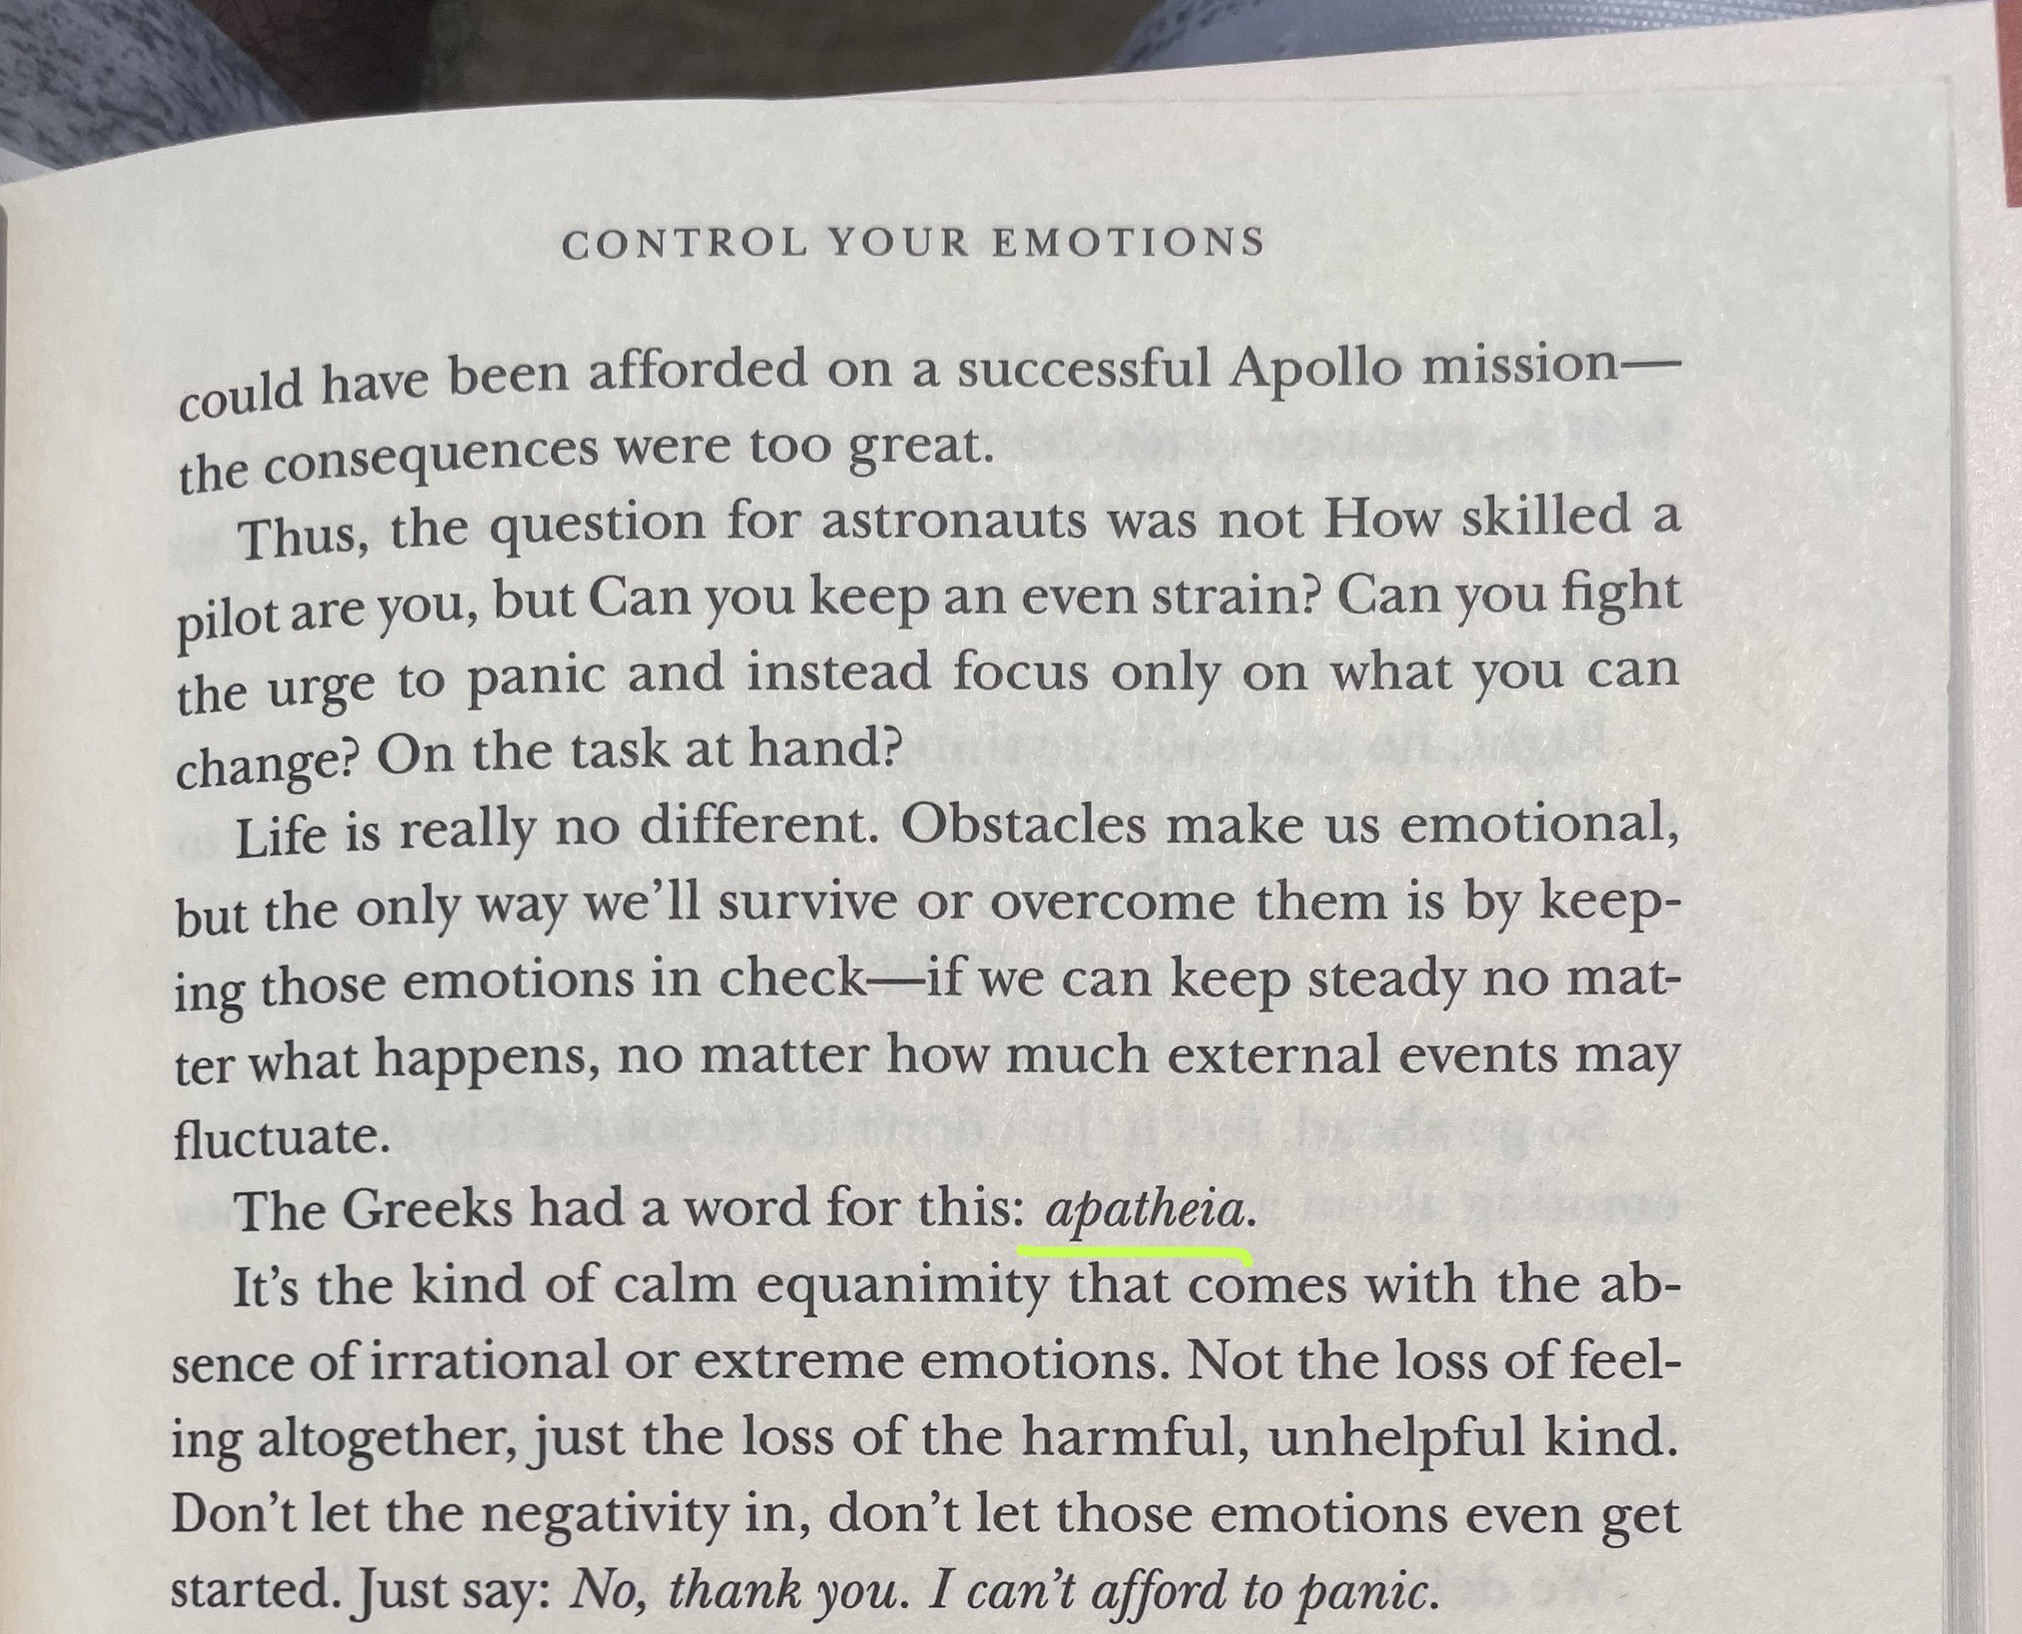 CONTROL YOUR EMOTIONS
could have been afforded on a successful Apollo mission—
the consequences were too great.
Thus, the question for astronauts was not How skilled a
pilot are you, but Can you keep an even strain? Can you fight
the urge to panic and instead focus only on what you can
change? On the task at hand?
Life is really no different. Obstacles make us emotional,
but the only way we’ll survive or overcome them is by keep-
ing those emotions in check—if we can keep steady no mat-
ter what happens, no matter how much external events may
fluctuate.
The Greeks had a word for this: apatheia.
It’s the kind of calm equanimity that comes with the ab-
sence of irrational or extreme emotions. Not the loss of feel-
ing altogether, just the loss of the harmful, unhelpful kind.
Don’t let the negativity in, don’t let those emotions even get
started. Just say: No, thank you. I can’t afford to panic.